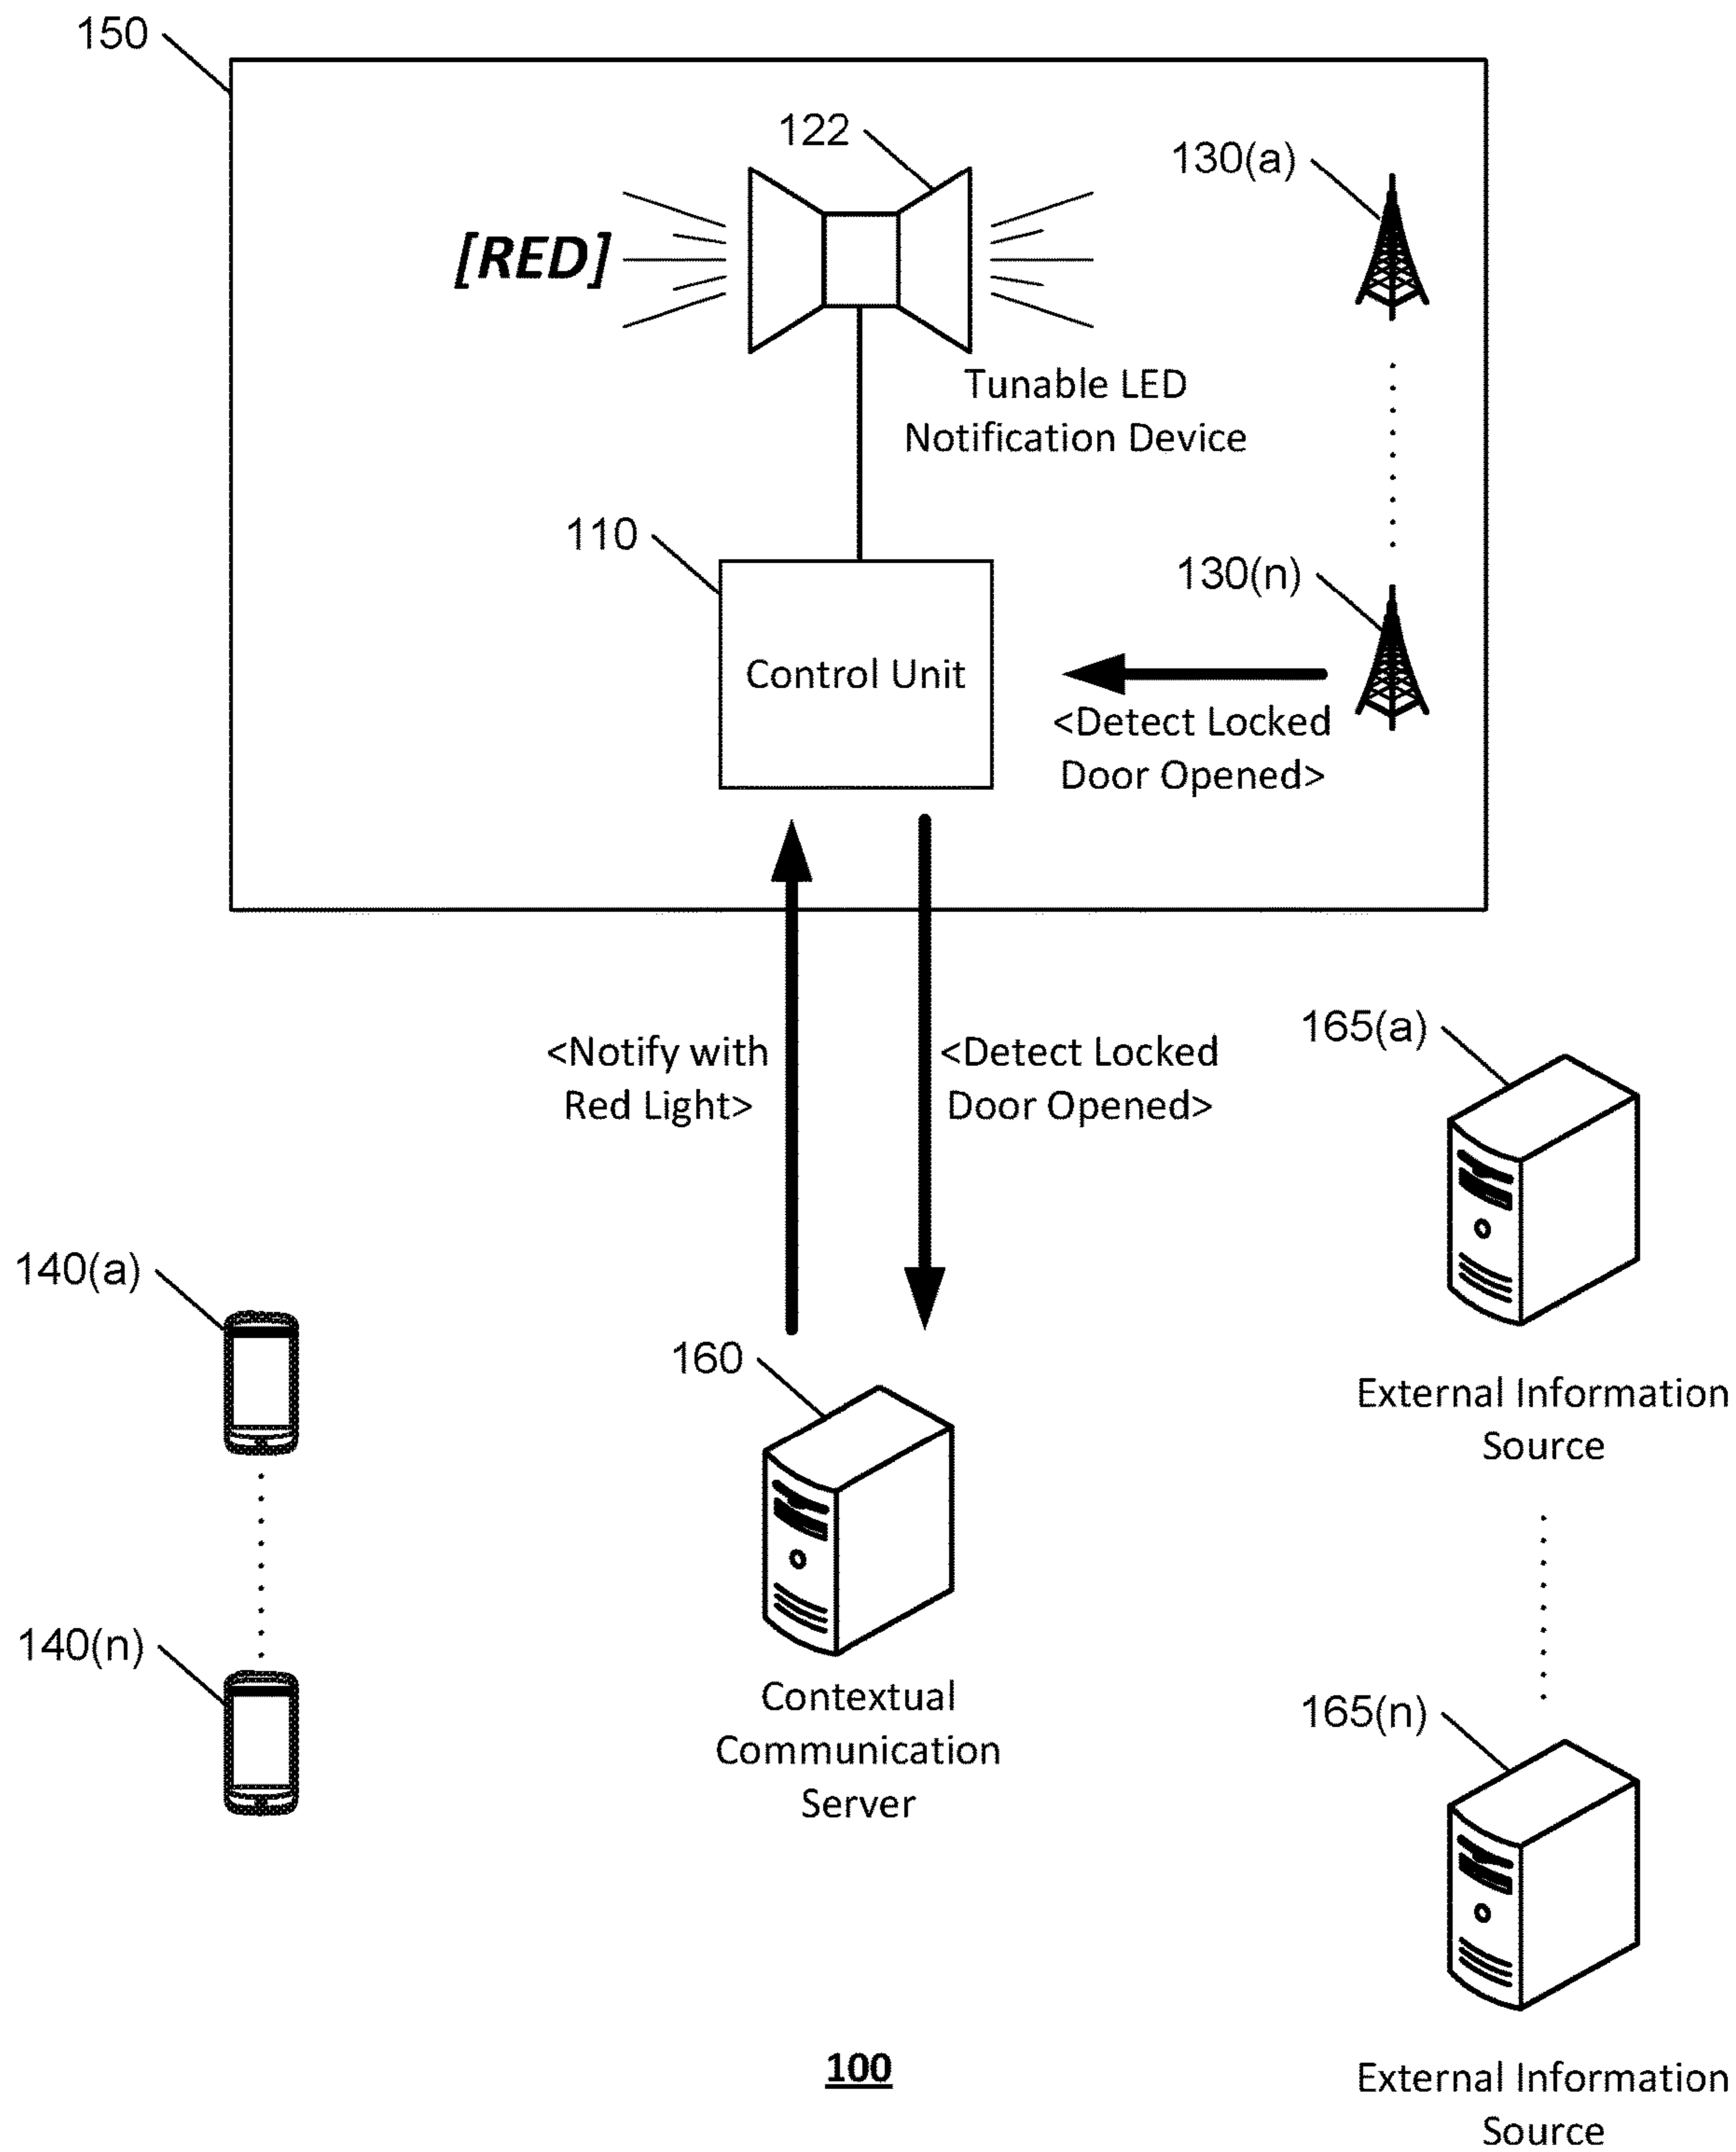 150
122
130(a)
[RED]
Tunable LED
Notification Device
110
130(n)
Control Unit
<Detect Locked
Door Opened>
<Notify with
Red Light>
<Detect Locked
Door Opened>
165(a)
140(a)
160
External Information
Source
140(n)
Contextual
Communication
Server
165(n)
100
External Information
Source